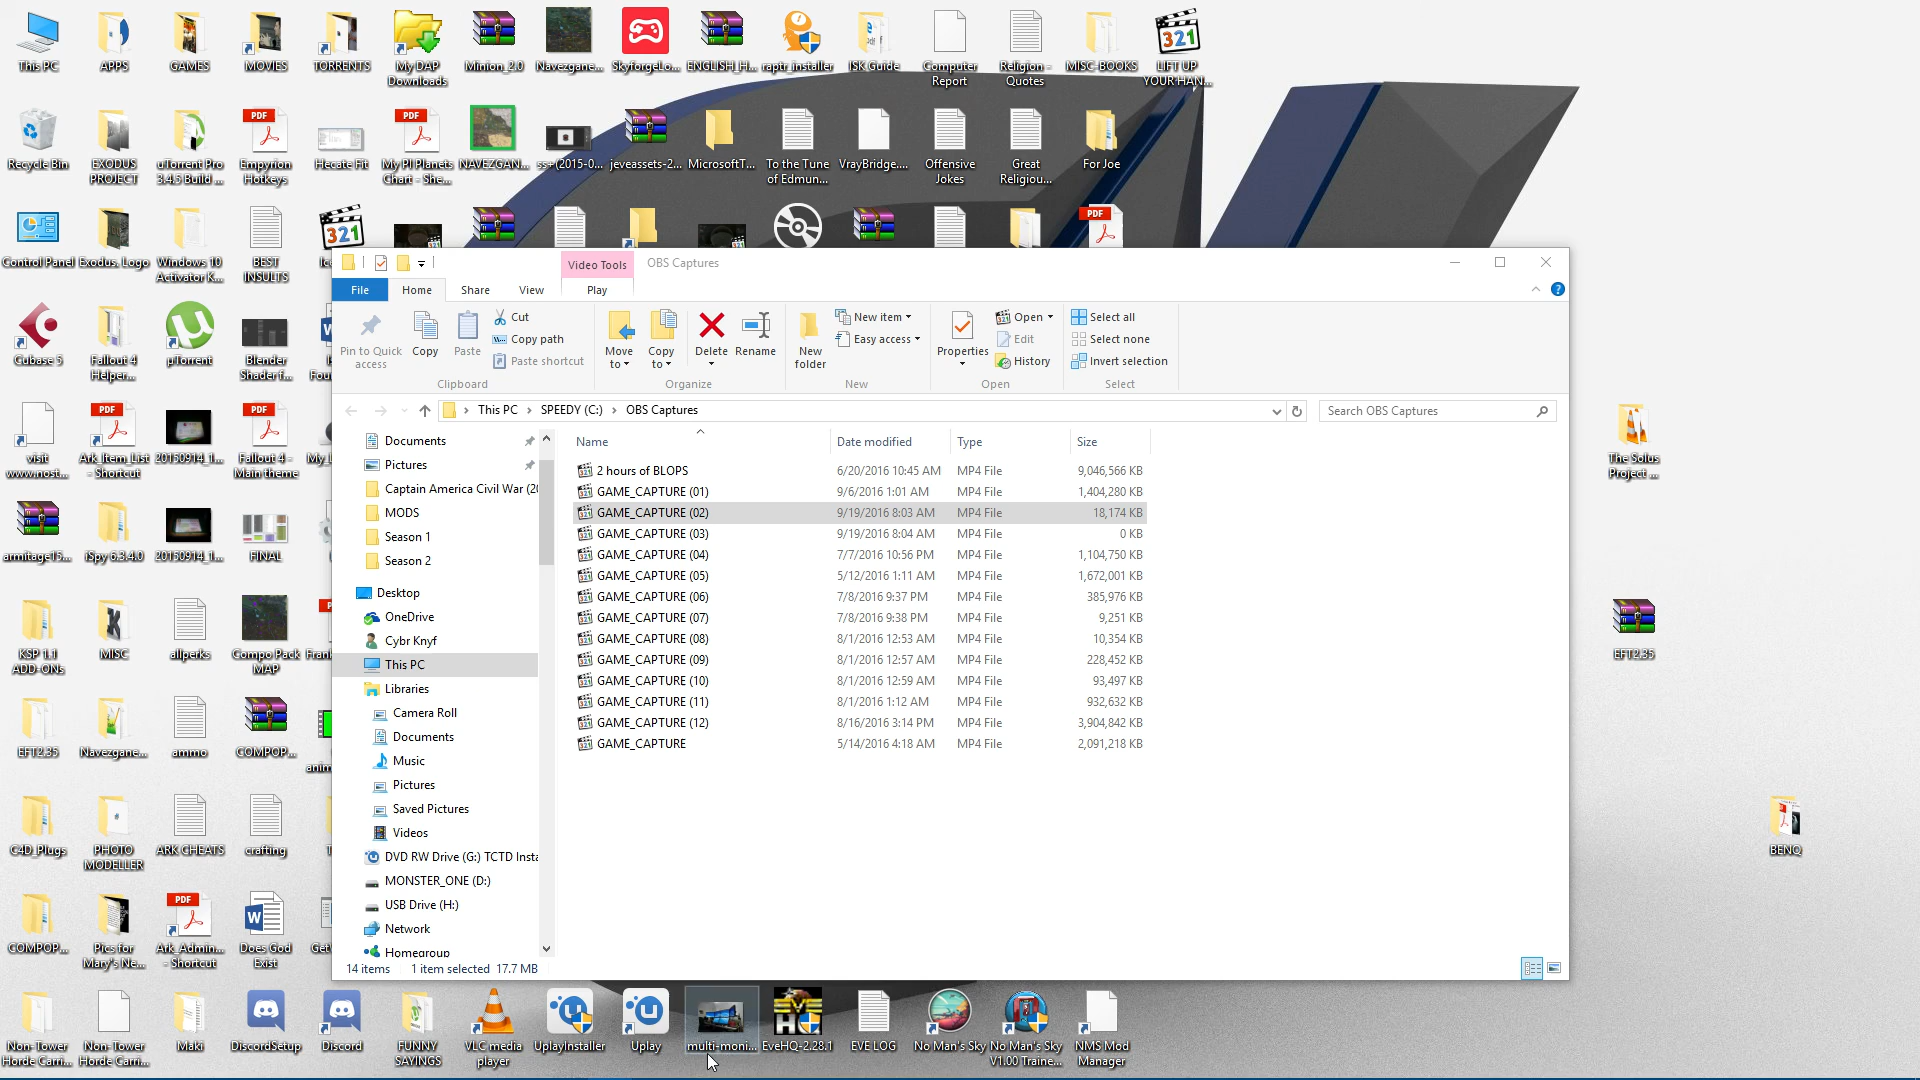 This PC
APPS
GAMES
MOVIES
TORRENTS
My DAP
Downloads
Minion_2.0
Navezgane...
SkyforgeLo...
ENGLISH_H...
raptr_installer
ISK Guide
Computer
Report
Religion -
Quotes
MISC-BOOKS
LIFT UP
YOUR HAN...
Recycle Bin
EXODUS
PROJECT
uTorrent Pro
3.4.5 Build ...
Empyrion
Hotkeys
Hecate Fit
My PI Planets
Chart - She...
NAVEZGAN...
ss+(2015-0...
jeveassets-2...
MicrosoftT...
To the Tune
of Edmun...
VrayBridge....
Offensive
Jokes
Great
Religiou...
For Joe
Control Panel
Exodus_Logo
Windows 10
Activator K...
BEST
INSULTS
Cubase 5
Fallout 4
Helper...
µTorrent
Blender
Shaderf...
visit
www.nost...
Ark_Item_List
- Shortcut
20150914_1...
Fallout 4 -
Main theme
armitage15...
iSpy 6.3.4.0
20150914_1...
FINAL
KSP 1.1
ADD-ONs
MISC
allperks
Compo Pack
MAP
EFT2.35
Navezgane...
ammo
COMPOP...
C4D_Plugs
PHOTO
MODELLER
ARK CHEATS
crafting
COMPOP...
Pics for
Mary's Ne...
Ark_Admin...
- Shortcut
Does God
Exist
Video Tools
OBS Captures
File
Home
Share
View
Play
Pin to Quick
access
Copy
Paste
Cut
Copy path
Paste shortcut
Clipboard
Move
to
Copy
to
Delete
Rename
Organize
New
folder
New item
Easy access
New
Properties
Open
Edit
History
Open
Select all
Select none
Invert selection
Select
This PC
SPEEDY (C:)
OBS Captures
Search OBS Captures
Documents
Pictures
Captain America Civil War (20
MODS
Season 1
Season 2
Desktop
OneDrive
Cybr Knyf
This PC
Libraries
Camera Roll
Documents
Music
Pictures
Saved Pictures
Videos
DVD RW Drive (G:) TCTD Insta
MONSTER_ONE (D:)
USB Drive (H:)
Network
Homegroup
Name Date modified Type Size
2 hours of BLOPS 6/20/2016 10:45 AM MP4 File 9,046,566 KB
GAME_CAPTURE (01) 9/6/2016 1:01 AM MP4 File 1,404,280 KB
GAME_CAPTURE (02) 9/19/2016 8:03 AM MP4 File 18,174 KB
GAME_CAPTURE (03) 9/19/2016 8:04 AM MP4 File 0 KB
GAME_CAPTURE (04) 7/7/2016 10:56 PM MP4 File 1,104,750 KB
GAME_CAPTURE (05) 5/12/2016 1:11 AM MP4 File 1,672,001 KB
GAME_CAPTURE (06) 7/8/2016 9:37 PM MP4 File 385,976 KB
GAME_CAPTURE (07) 7/8/2016 9:38 PM MP4 File 9,251 KB
GAME_CAPTURE (08) 8/1/2016 12:53 AM MP4 File 10,354 KB
GAME_CAPTURE (09) 8/1/2016 12:57 AM MP4 File 228,452 KB
GAME_CAPTURE (10) 8/1/2016 12:59 AM MP4 File 93,497 KB
GAME_CAPTURE (11) 8/1/2016 1:12 AM MP4 File 932,632 KB
GAME_CAPTURE (12) 8/16/2016 3:14 PM MP4 File 3,904,842 KB
GAME_CAPTURE 5/14/2016 4:18 AM MP4 File 2,091,218 KB
14 items 1 item selected 17.7 MB
The Solus
Project ...
EFT2.35
BENQ
Non-Tower
Horde Carri...
Non-Tower
Horde Carri...
Maki
DiscordSetup
Discord
FUNNY
SAYINGS
VLC media
player
UplayInstaller
Uplay
multi-moni...
EveHQ-2.28.1
EVE LOG
No Man's Sky
No Man's Sky
V1.00 Traine...
NMS Mod
Manager